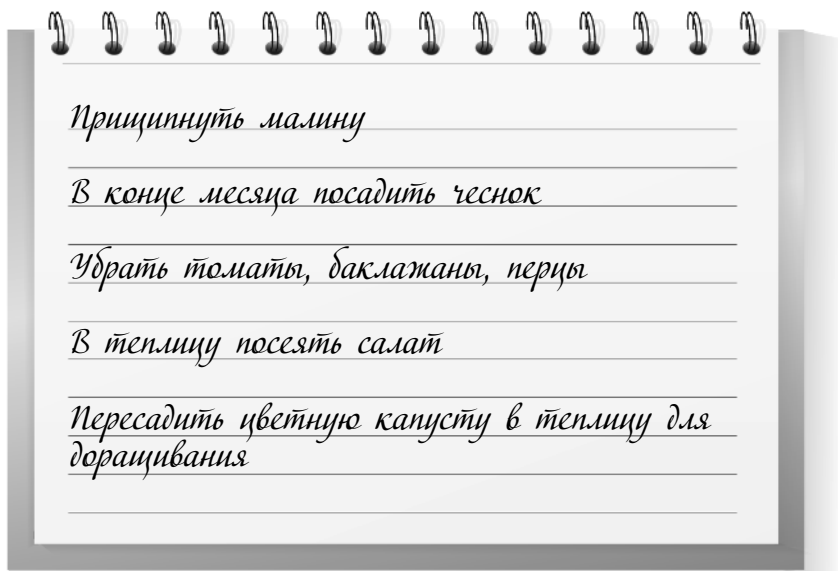 Прищипнуть малину
В конце месяца посадить чеснок
Убрать томаты, баклажаны, перцы
В теплицу посеять салат
Пересадить цветную капусту в теплицу для
доращивания